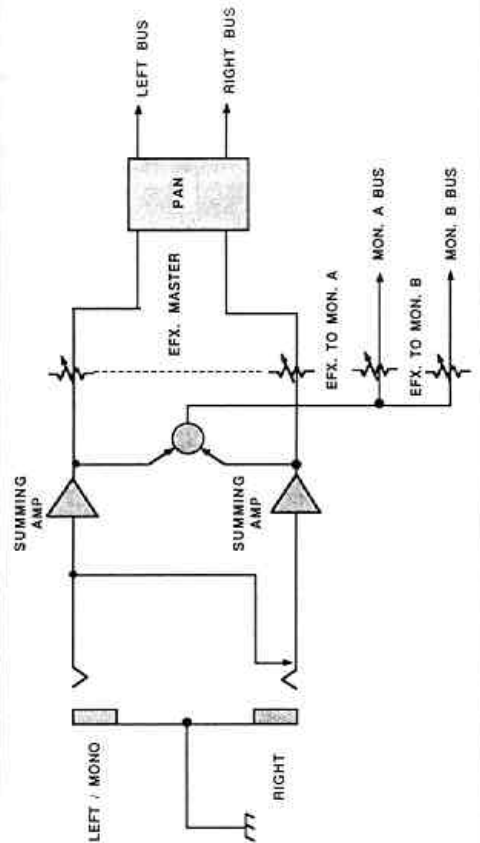 LEFT / MONO
RIGHT
SUMMING
AMP
SUMMING
AMP
EFX. MASTER
EFX. TO MON. A
EFX. TO MON. B
PAN
LEFT BUS
RIGHT BUS
MON. A BUS
MON. B BUS